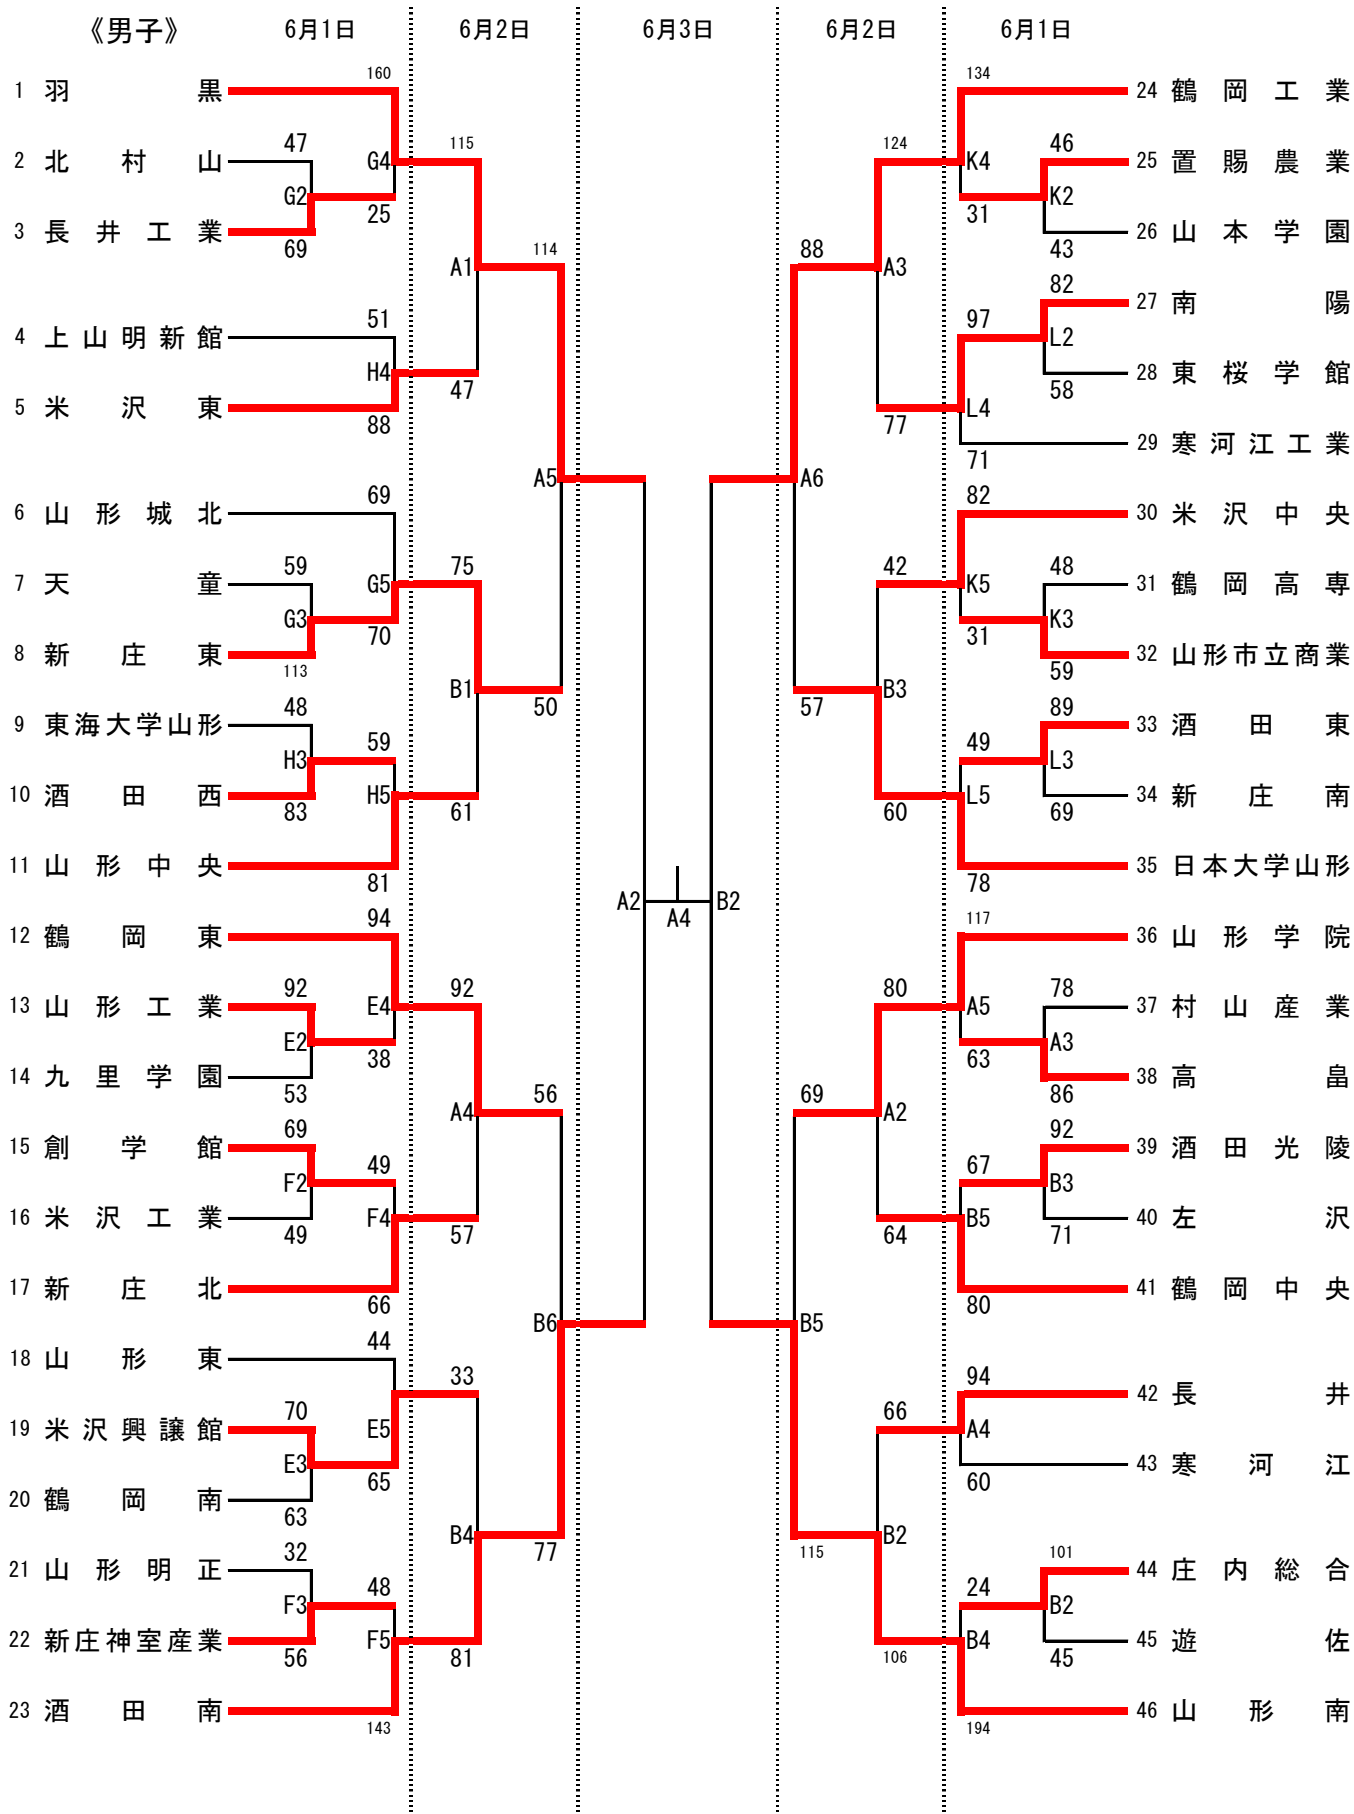 《男子》 6月1日 6月2日 6月3日 6月2日 6月1日
160 134
1 羽黒 24 鶴岡工業
47 115 124 46
2 北村山 G4 K4 25 置賜農業
G2 K2
25 31
3 長井工業 26 山本学園
69 114 88 43
A1 A3
82
27 南陽
51 97
4 上山明新館 L2
H4 28 東桜学館
47 58
5 米沢東 L4
88 77
29 寒河江工業
71
A5 A6
69 82
6 山形城北 30 米沢中央
59 75 42 48
7 天童 G5 K5 31 鶴岡高専
G3 K3
70 31
8 新庄東 32 山形市立商業
113 59
B1 B3
48 50 57 89
9 東海大学山形 33 酒田東
59 49
H3 L3
10 酒田西 H5 L5 34 新庄南
83 61 60 69
11 山形中央 35 日本大学山形
81 78
A2 B2
94 A4 117
12 鶴岡東 36 山形学院
92 92 80 78
13 山形工業 E4 A5 37 村山産業
E2 A3
38 63
14 九里学園 38 高畠
53 56 69 86
A4 A2
69 92
15 創学館 39 酒田光陵
49 67
F2 B3
16 米沢工業 F4 B5 40 左沢
49 57 64 71
17 新庄北 41 鶴岡中央
66 80
B6 B5
44
18 山形東
33 94
42 長井
70 66
19 米沢興譲館 E5 A4
E3 43 寒河江
65 60
20 鶴岡南
63
B4 B2
32 77 115 101
21 山形明正 44 庄内総合
48 24
F3 B2
22 新庄神室産業 F5 B4 45 遊佐
56 81 106 45
23 酒田南 46 山形南
143 194